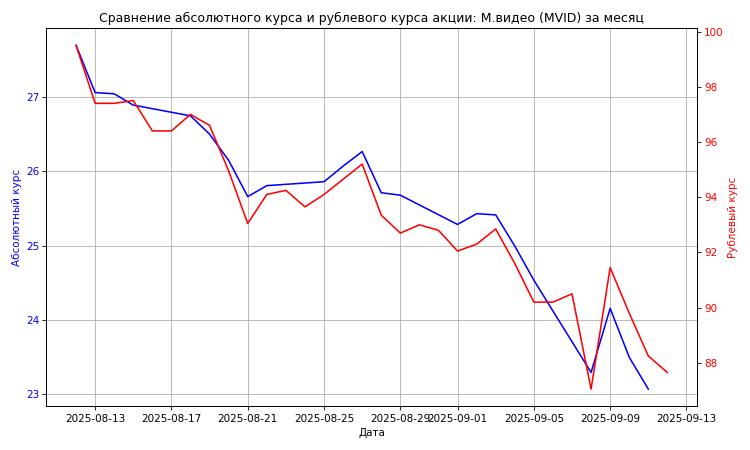 Сравнение абсолютного курса и рублевого курса акции: М.видео (MVID) за месяц
Абсолютный курс
27
26
25
24
23
100
98
96
94
92
90
88
Рублевый курс
2025-08-13 2025-08-17 2025-08-21 2025-08-25 2025-08-29 2025-09-01 2025-09-05 2025-09-09 2025-09-13
Дата